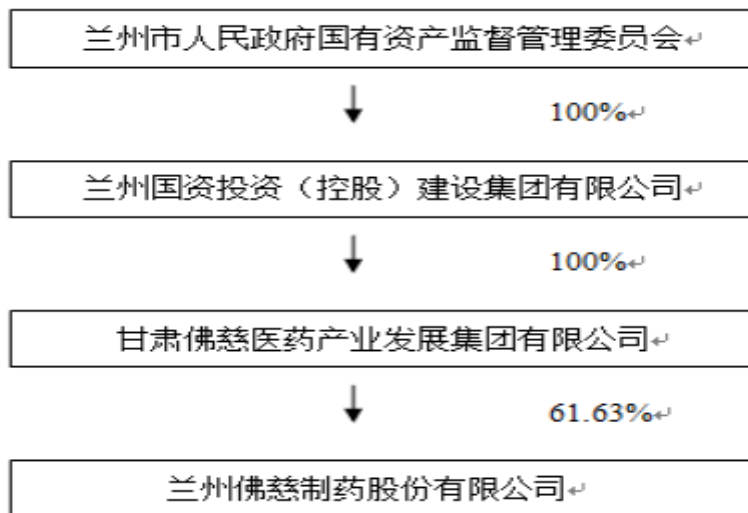 兰州市人民政府国有资产监督管理委员会↵
100%↵
兰州国资投资（控股）建设集团有限公司↵
100%↵
甘肃佛慈医药产业发展集团有限公司↵
61.63%↵
兰州佛慈制药股份有限公司↵